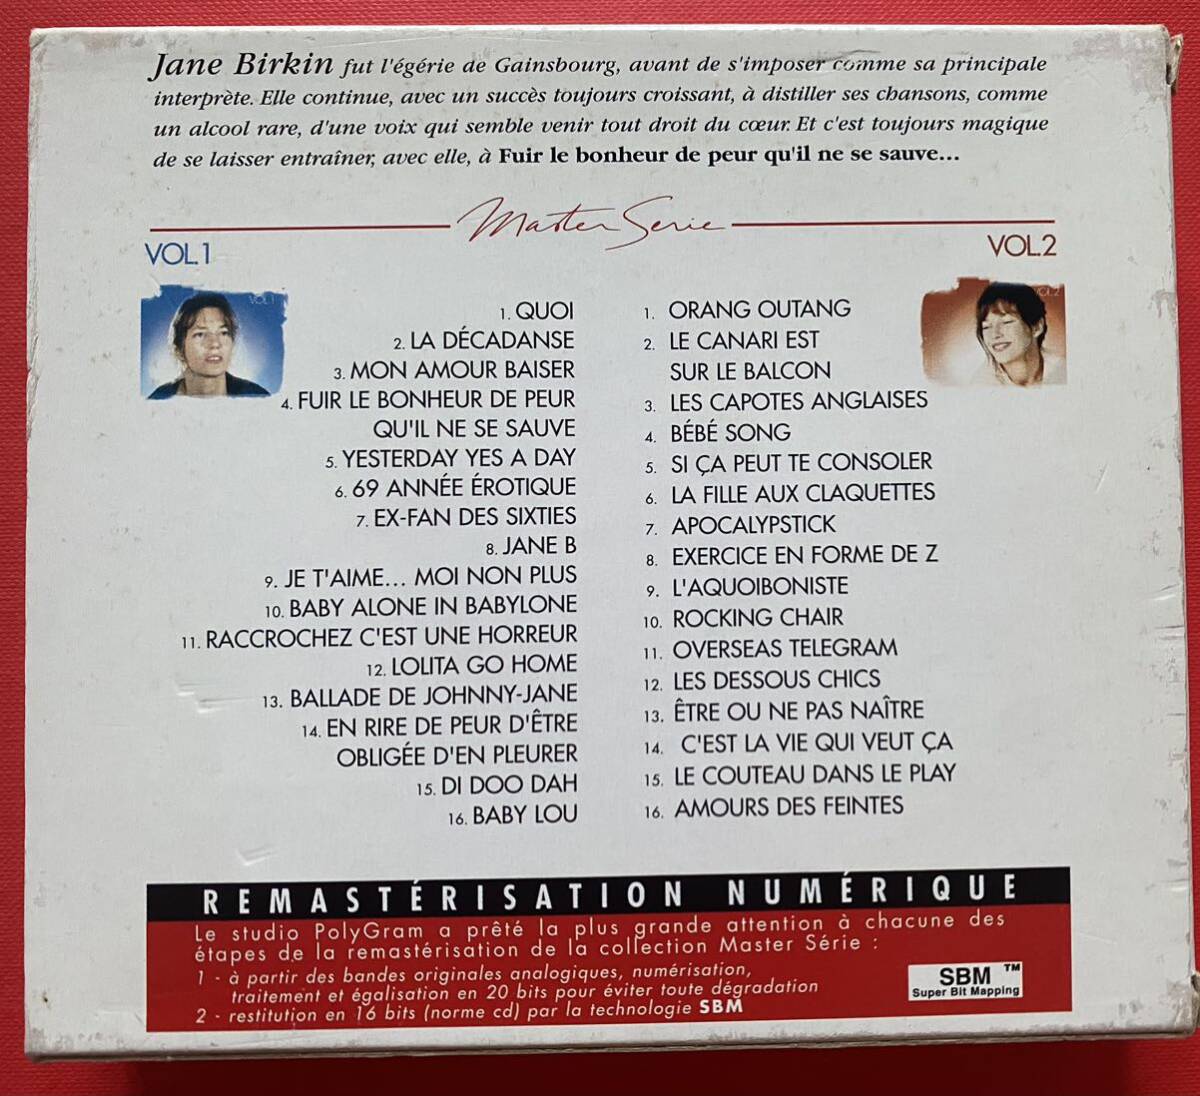 Jane Birkin fut l'égérie de Gainsbourg, avant de s'imposer comme sa principale
interprète. Elle continue, avec un succès toujours croissant, à distiller ses chansons, comme
un alcool rare, d'une voix qui semble venir tout droit du cœur. Et c'est toujours magique
de se laisser entraîner, avec elle, à Fuir le bonheur de peur qu'il ne se sauve...
Master Serie
VOL.1
VOL 1
1. QUOI
2. LA DÉCADANSE
3. MON AMOUR BAISER
4. FUIR LE BONHEUR DE PEUR
QU'IL NE SE SAUVE
5. YESTERDAY YES A DAY
6. 69 ANNÉE ÉROTIQUE
7. EX-FAN DES SIXTIES
8. JANE B
9. JE T'AIME... MOI NON PLUS
10. BABY ALONE IN BABYLONE
11. RACCROCHEZ C'EST UNE HORREUR
12. LOLITA GO HOME
13. BALLADE DE JOHNNY-JANE
14. EN RIRE DE PEUR D'ÊTRE
OBLIGÉE D'EN PLEURER
15. DI DOO DAH
16. BABY LOU
VOL.2
VOL 2
1. ORANG OUTANG
2. LE CANARI EST
SUR LE BALCON
3. LES CAPOTES ANGLAISES
4. BÉBÉ SONG
5. SI ÇA PEUT TE CONSOLER
6. LA FILLE AUX CLAQUETTES
7. APOCALYPSTICK
8. EXERCICE EN FORME DE Z
9. L'AQUOIBONISTE
10. ROCKING CHAIR
11. OVERSEAS TELEGRAM
12. LES DESSOUS CHICS
13. ÊTRE OU NE PAS NAÎTRE
14. C'EST LA VIE QUI VEUT ÇA
15. LE COUTEAU DANS LE PLAY
16. AMOURS DES FEINTES
REMASTÉRISATION NUMÉRIQUE
Le studio PolyGram a prêté la plus grande attention à chacune des
étapes de la remastérisation de la collection Master Série :
1 - à partir des bandes originales analogiques, numérisation,
traitement et égalisation en 20 bits pour éviter toute dégradation
2 - restitution en 16 bits (norme cd) par la technologie SBM
SBM ™
Super Bit Mapping